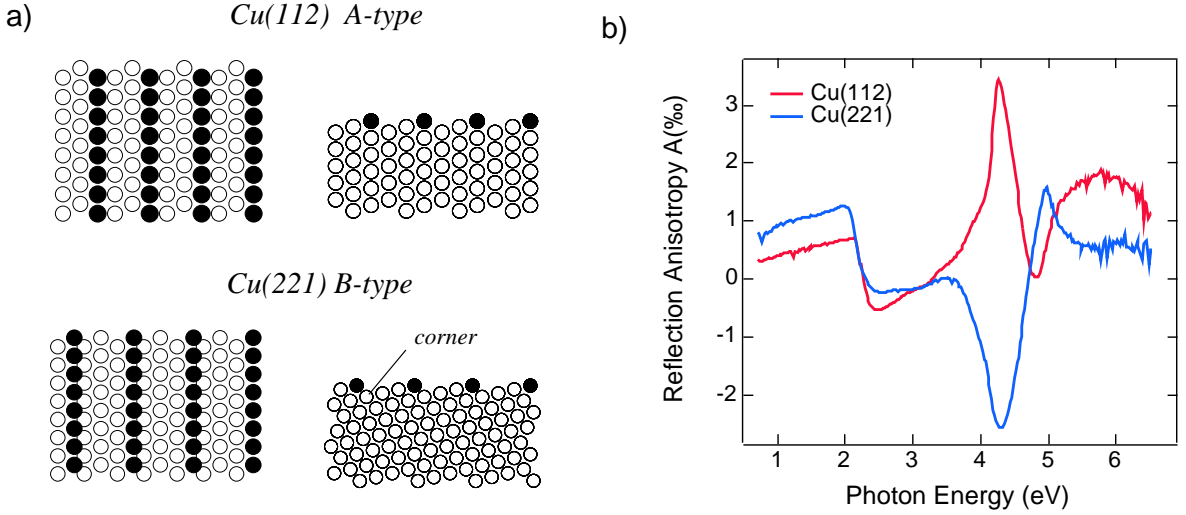 a)
Cu(112) A-type
Cu(221) B-type
corner
b)
Cu(112)
Cu(221)
3
2
1
0
-1
-2
1 2 3 4 5 6
Reflection Anisotropy A(‰)
Photon Energy (eV)